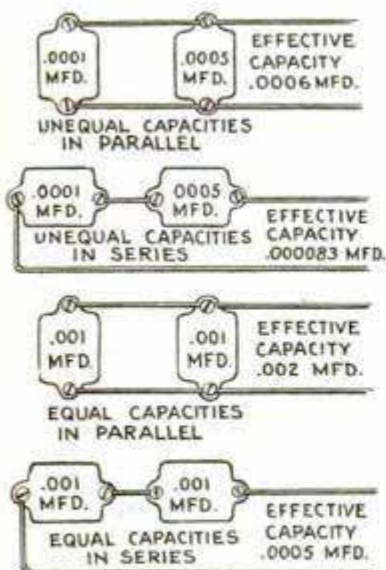 .0001 MFD.
.0005 MFD.
EFFECTIVE
CAPACITY
.0006 MFD.
UNEQUAL CAPACITIES
IN PARALLEL
.0001 MFD.
0005 MFD.
UNEQUAL CAPACITIES
IN SERIES
EFFECTIVE
CAPACITY
.000083 MFD.
.001 MFD.
.001 MFD.
EFFECTIVE
CAPACITY
.002 MFD.
EQUAL CAPACITIES
IN PARALLEL
.001 MFD.
.001 MFD.
EQUAL CAPACITIES
IN SERIES
EFFECTIVE
CAPACITY
.0005 MFD.